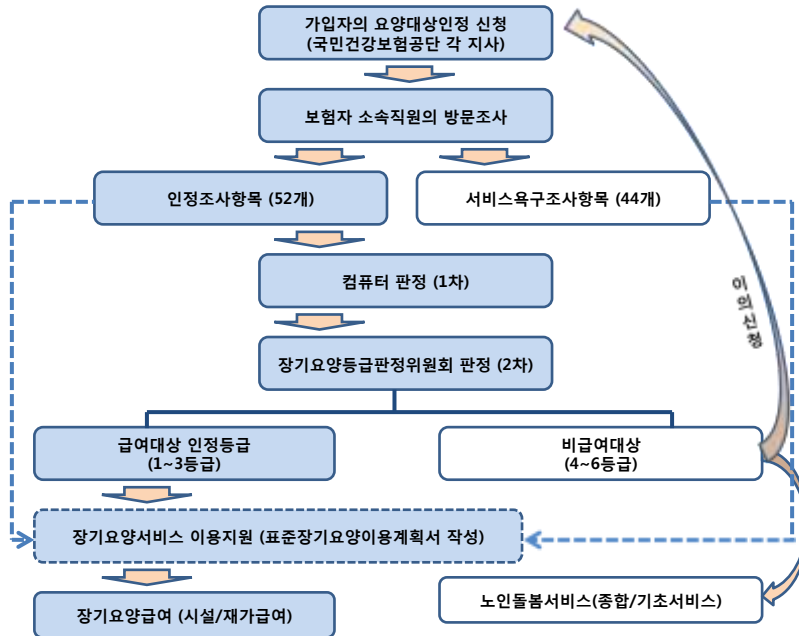 가입자의 요양대상인정 신청
(국민건강보험공단 각 지사)
보험자 소속직원의 방문조사
인정조사항목 (52개)
서비스욕구조사항목 (44개)
컴퓨터 판정 (1차)
이의신청
장기요양등급판정위원회 판정 (2차)
급여대상 인정등급
(1~3등급)
비급여대상
(4~6등급)
장기요양서비스 이용지원 (표준장기요양이용계획서 작성)
장기요양급여 (시설/재가급여)
노인돌봄서비스(종합/기초서비스)